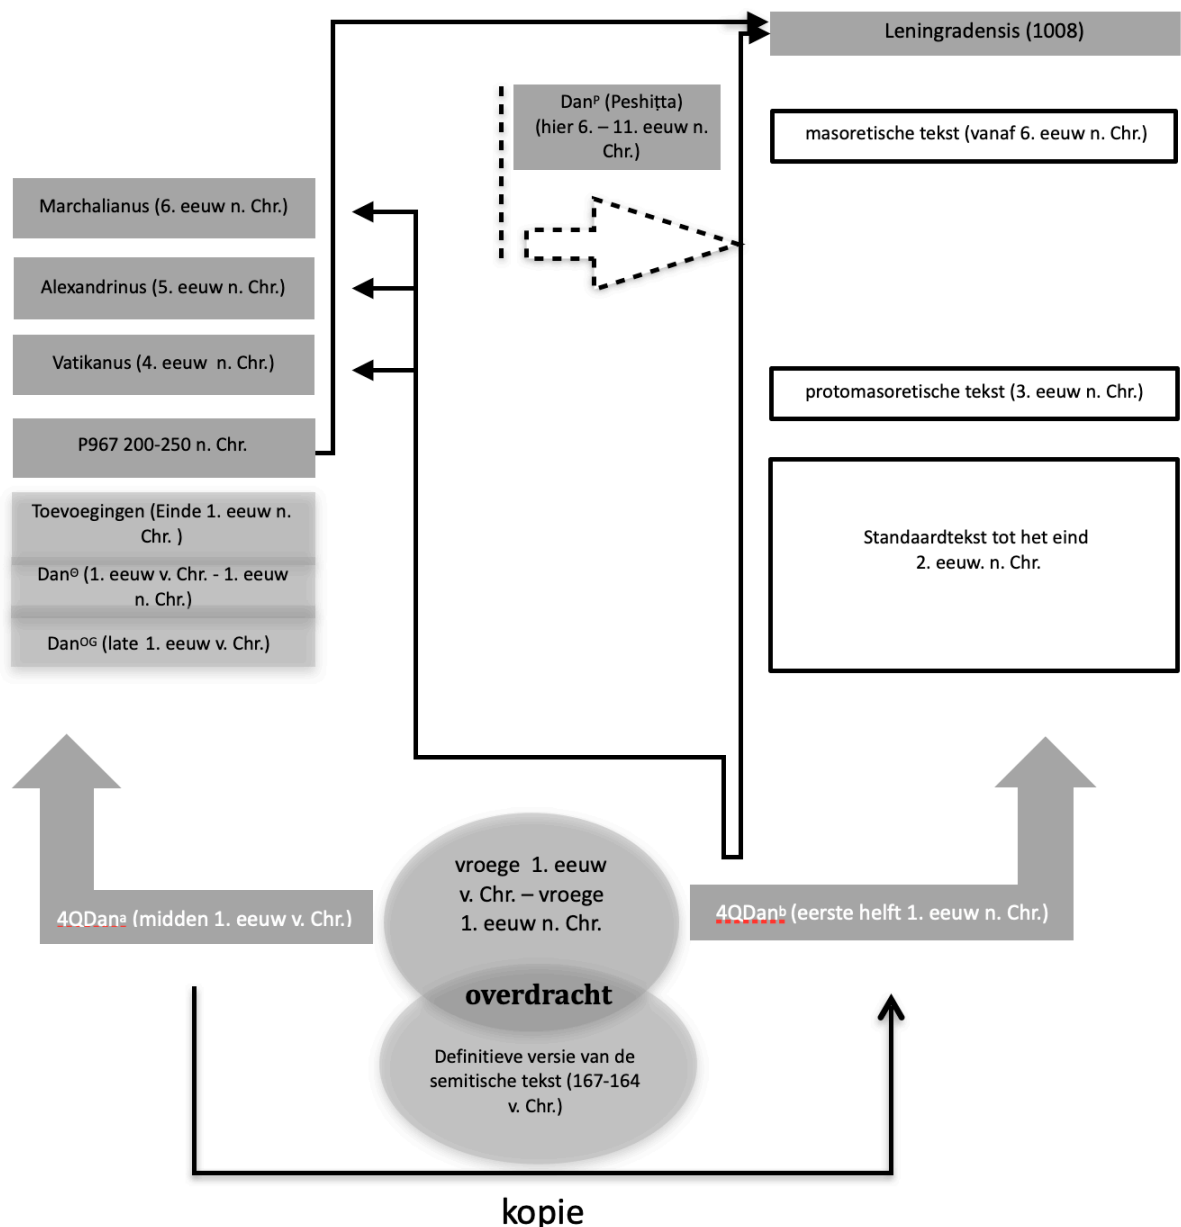 Leningradensis (1008)
Danᴾ (Peshiṭta)
(hier 6. – 11. eeuw n.
Chr.)
masoretische tekst (vanaf 6. eeuw n. Chr.)
Marchalianus (6. eeuw n. Chr.)
Alexandrinus (5. eeuw n. Chr.)
Vatikanus (4. eeuw n. Chr.)
protomasoretische tekst (3. eeuw n. Chr.)
P967 200-250 n. Chr.
Toevoegingen (Einde 1. eeuw n.
Chr. )
Standaardtekst tot het eind
2. eeuw. n. Chr.
Danᶿ (1. eeuw v. Chr. - 1. eeuw
n. Chr.)
Danᴼᴳ (late 1. eeuw v. Chr.)
vroege 1. eeuw
v. Chr. – vroege
1. eeuw n. Chr.
4QDanᵃ (midden 1. eeuw v. Chr.)
4QDanᵇ (eerste helft 1. eeuw n. Chr.)
overdracht
Definitieve versie van de
semitische tekst (167-164
v. Chr.)
kopie